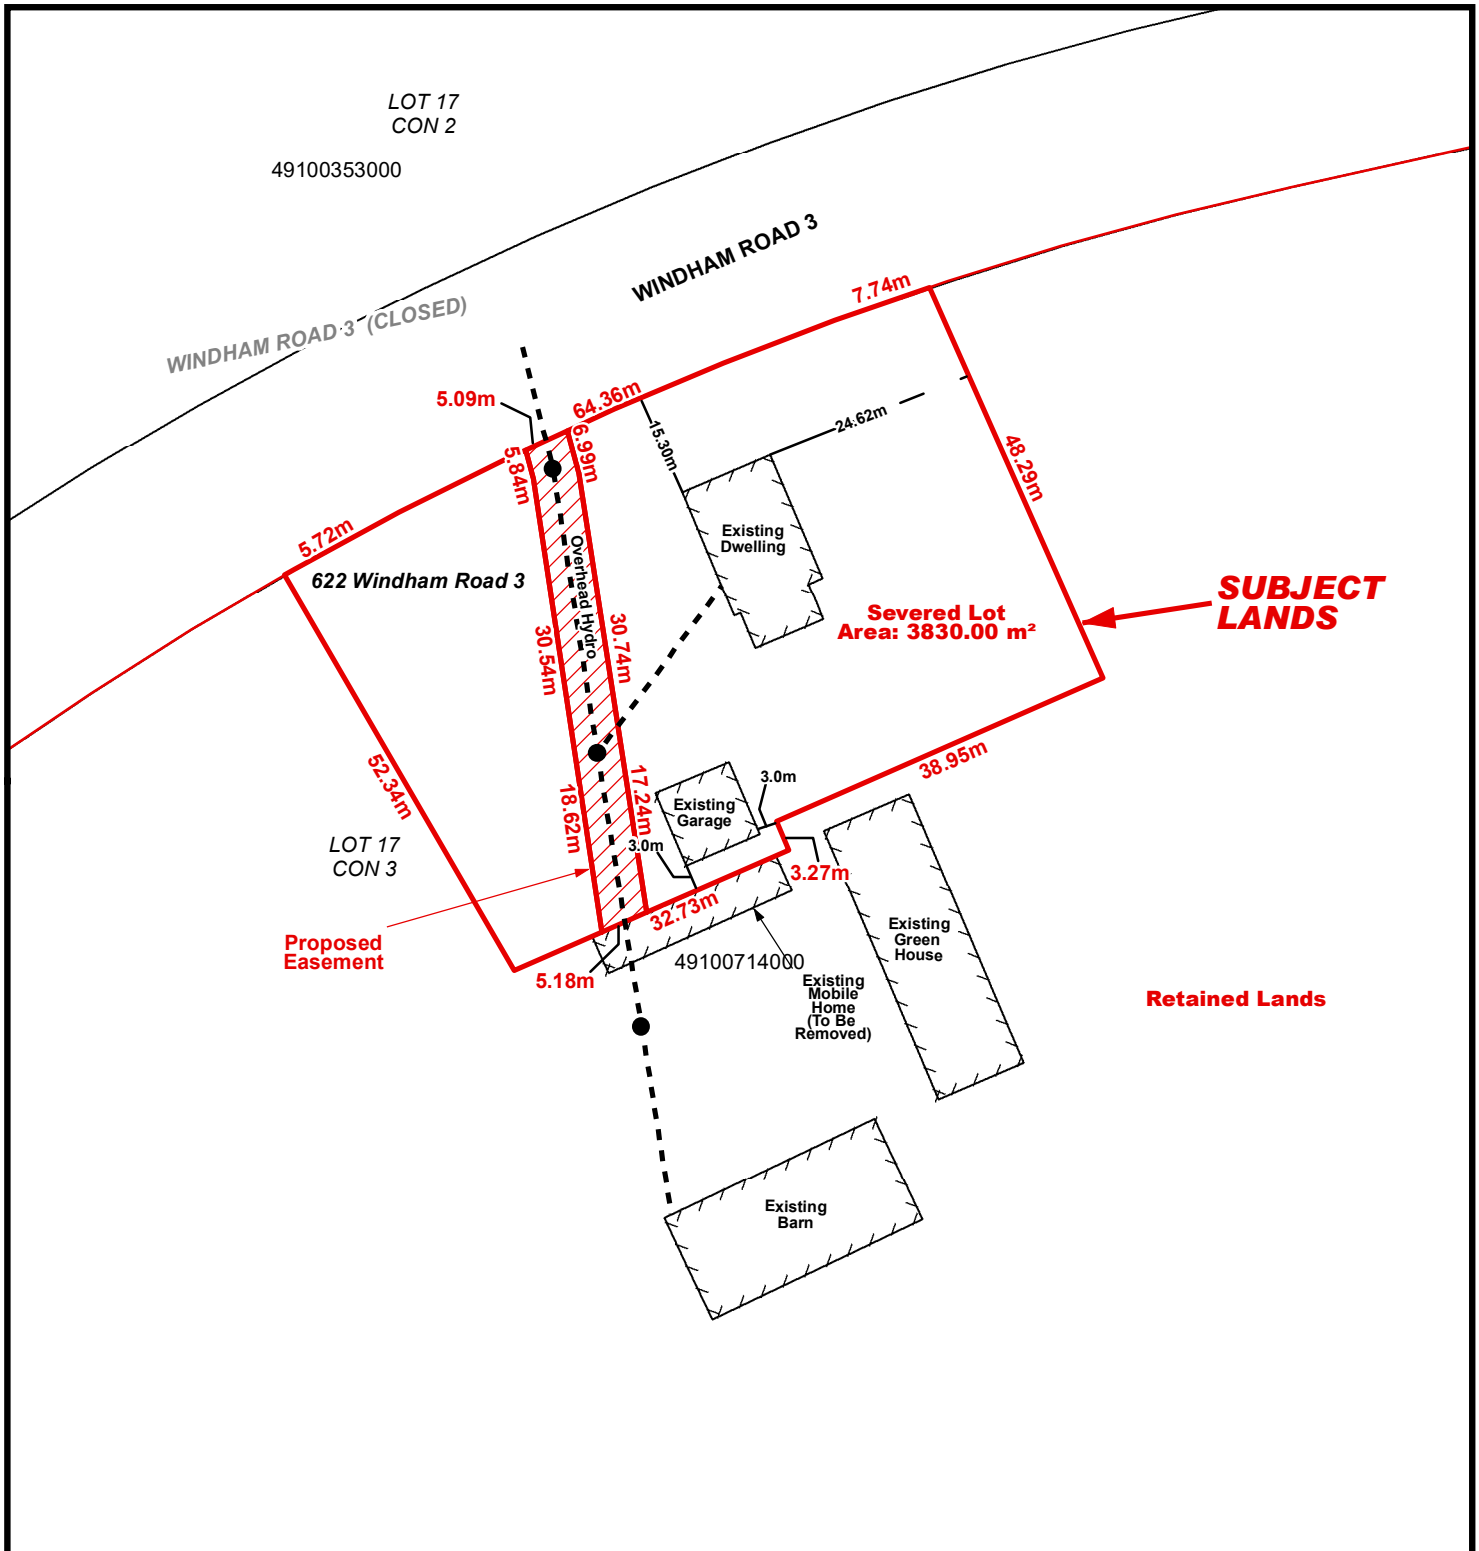 LOT 17
CON 2
49100353000
WINDHAM ROAD 3
WINDHAM ROAD 3 (CLOSED)
7.74m
64.36m
5.09m
6.99m
5.84m
15.30m
24.62m
48.29m
5.72m
622 Windham Road 3
Overhead Hydro
Existing
Dwelling
SUBJECT
LANDS
Severed Lot
Area: 3830.00 m²
30.54m
30.74m
52.34m
38.95m
18.62m
17.24m
Existing
Garage
3.0m
3.0m
LOT 17
CON 3
3.27m
32.73m
Proposed
Easement
5.18m
49100714000
Existing
Green
House
Existing
Mobile
Home
(To Be
Removed)
Retained Lands
Existing
Barn